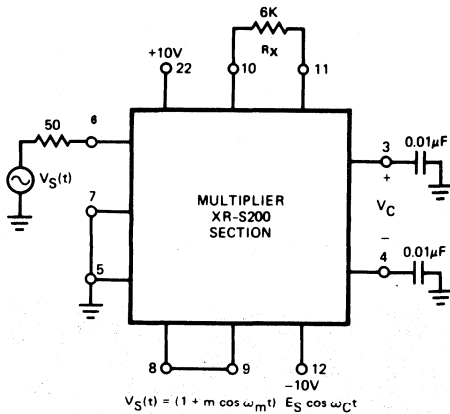 6K
+10V
RX
22
10
11
50
6
3
0.01μF
VS(t)
+
7
MULTIPLIER
XR-S200
SECTION
VC
−
5
4
0.01μF
8
9
12
−10V
VS(t) = (1 + m cos ωmt) ES cos ωCt